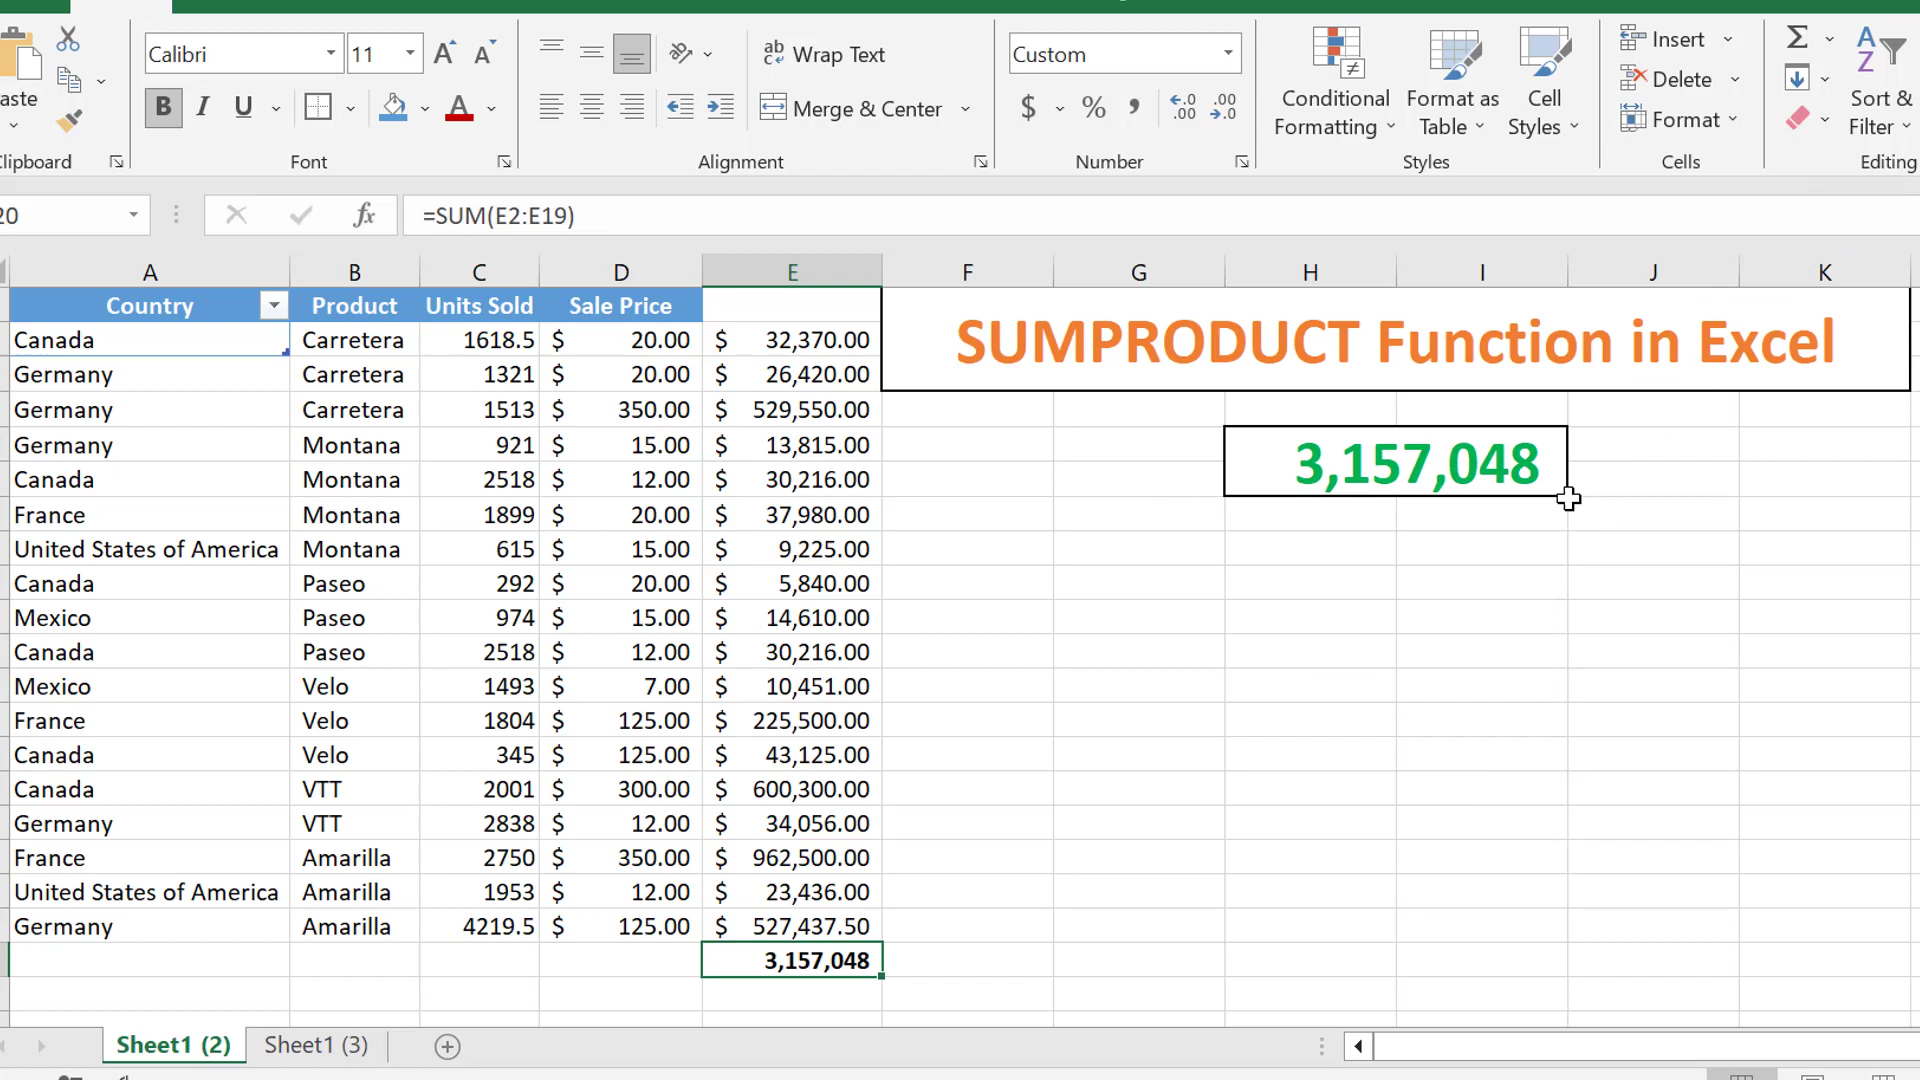 Calibri 11 A A ab Wrap Text Custom Insert Σ A
Delete Z
aste B I U A Merge & Center $ % .0 .00 Conditional Format as Cell Sort &
Formatting Table Styles Format Filter
lipboard Font Alignment Number Styles Cells Editing
20 fx =SUM(E2:E19)
A B C D E F G H I J K
Country Product Units Sold Sale Price
SUMPRODUCT Function in Excel
Canada Carretera 1618.5 $ 20.00 $ 32,370.00
Germany Carretera 1321 $ 20.00 $ 26,420.00
Germany Carretera 1513 $ 350.00 $ 529,550.00
Germany Montana 921 $ 15.00 $ 13,815.00
3,157,048
Canada Montana 2518 $ 12.00 $ 30,216.00
France Montana 1899 $ 20.00 $ 37,980.00
United States of America Montana 615 $ 15.00 $ 9,225.00
Canada Paseo 292 $ 20.00 $ 5,840.00
Mexico Paseo 974 $ 15.00 $ 14,610.00
Canada Paseo 2518 $ 12.00 $ 30,216.00
Mexico Velo 1493 $ 7.00 $ 10,451.00
France Velo 1804 $ 125.00 $ 225,500.00
Canada Velo 345 $ 125.00 $ 43,125.00
Canada VTT 2001 $ 300.00 $ 600,300.00
Germany VTT 2838 $ 12.00 $ 34,056.00
France Amarilla 2750 $ 350.00 $ 962,500.00
United States of America Amarilla 1953 $ 12.00 $ 23,436.00
Germany Amarilla 4219.5 $ 125.00 $ 527,437.50
3,157,048
Sheet1 (2) Sheet1 (3)